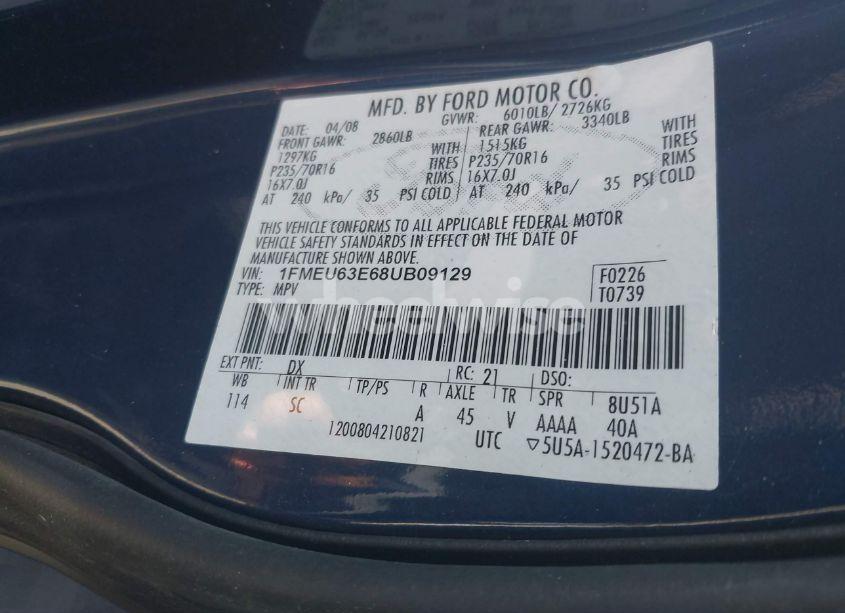 MFD. BY FORD MOTOR CO.
DATE: 04/08 GVWR: 6010LB/ 2726KG
FRONT GAWR: 2860LB REAR GAWR: 3340LB
1297KG WITH 1515KG WITH
P235/70R16 TIRES P235/70R16 TIRES
16X7.0J RIMS 16X7.0J RIMS
AT 240 kPa/ 35 PSI COLD AT 240 kPa/ 35 PSI COLD
THIS VEHICLE CONFORMS TO ALL APPLICABLE FEDERAL MOTOR
VEHICLE SAFETY STANDARDS IN EFFECT ON THE DATE OF
MANUFACTURE SHOWN ABOVE.
VIN: 1FMEU63E68UB09129 F0226
TYPE: MPV T0739
wheelwise
EXT PNT: DX RC: 21 DSO:
WB INT TR TP/PS R AXLE TR SPR 8U51A
114 SC A 45 V AAAA 40A
1200804210821 UTC ▽5U5A-1520472-BA